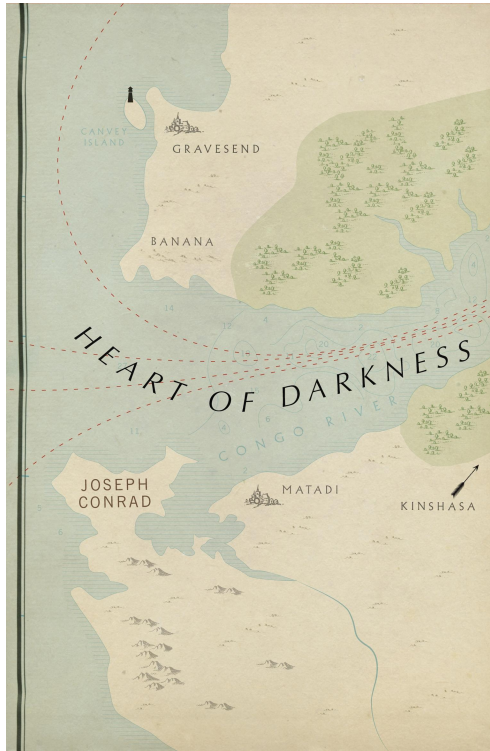 CANVEY
ISLAND
GRAVESEND
BANANA
HEART OF DARKNESS
CONGO RIVER
JOSEPH
CONRAD
MATADI
KINSHASA